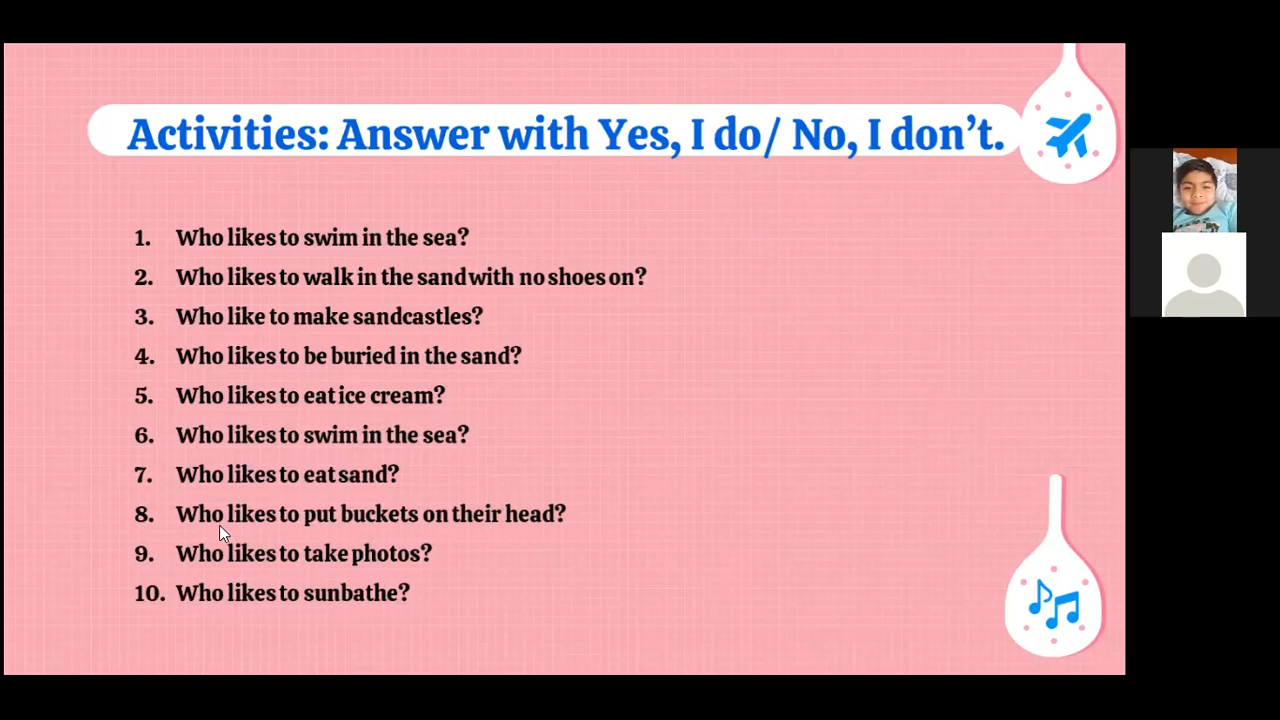 Activities: Answer with Yes, I do/ No, I don't.
1. Who likes to swim in the sea?
2. Who likes to walk in the sand with no shoes on?
3. Who like to make sandcastles?
4. Who likes to be buried in the sand?
5. Who likes to eat ice cream?
6. Who likes to swim in the sea?
7. Who likes to eat sand?
8. Who likes to put buckets on their head?
9. Who likes to take photos?
10. Who likes to sunbathe?